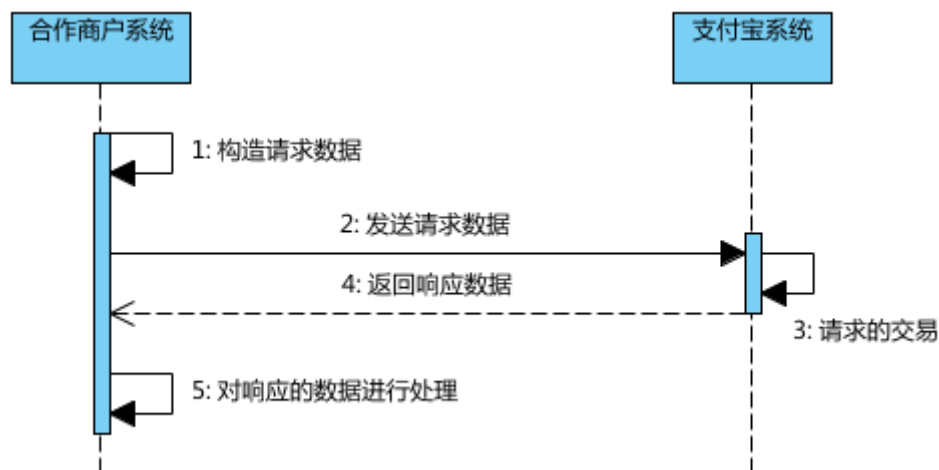 合作商户系统
支付宝系统
1: 构造请求数据
2: 发送请求数据
4: 返回响应数据
3: 请求的交易
5: 对响应的数据进行处理